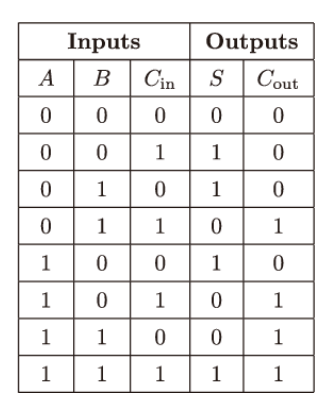 Inputs Outputs
A B C_in S C_out
0 0 0 0 0
0 0 1 1 0
0 1 0 1 0
0 1 1 0 1
1 0 0 1 0
1 0 1 0 1
1 1 0 0 1
1 1 1 1 1